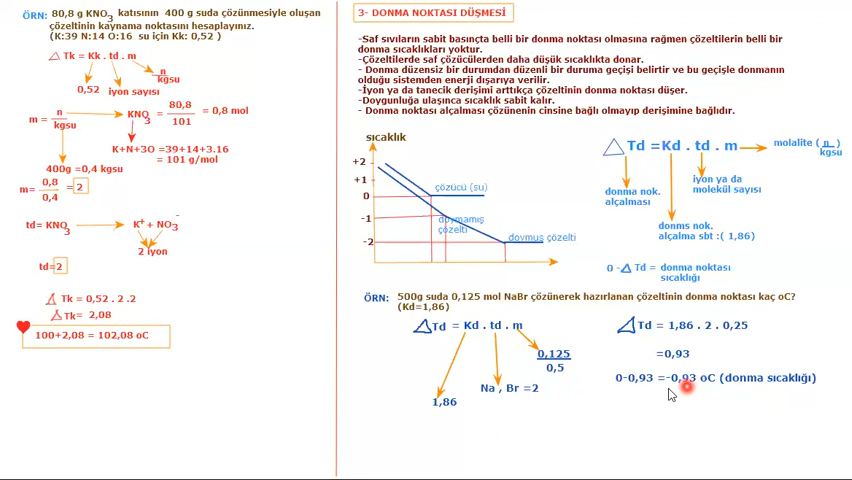 ÖRN: 80,8 g KNO3 katısının 400 g suda çözünmesiyle oluşan
çözeltinin kaynama noktasını hesaplayınız.
(K:39 N:14 O:16 su için Kk: 0,52 )
△ Tk = Kk . td . m
n
kgsu
0,52
iyon sayısı
m = n
kgsu
KNO3 = 80,8
101
= 0,8 mol
K+N+3O =39+14+3.16
= 101 g/mol
400g =0,4 kgsu
m= 0,8
0,4
= 2
td= KNO3
K+ + NO3-
2 iyon
td= 2
△ Tk = 0,52 . 2 . 2
△ Tk= 2,08
100+2,08 = 102,08 oC
3- DONMA NOKTASI DÜŞMESİ
-Saf sıvıların sabit basınçta belli bir donma noktası olmasına rağmen çözeltilerin belli bir
donma sıcaklıkları yoktur.
-Çözeltilerde saf çözücülerden daha düşük sıcaklıkta donar.
- Donma düzensiz bir durumdan düzenli bir duruma geçişi belirtir ve bu geçişle donmanın
olduğu sistemden enerji dışarıya verilir.
-İyon ya da tanecik derişimi arttıkça çözeltinin donma noktası düşer.
-Doygunluğa ulaşınca sıcaklık sabit kalır.
- Donma noktası alçalması çözünenin cinsine bağlı olmayıp derişimine bağlıdır.
sıcaklık
+2
+1
0
-1
-2
çözücü (su)
doymamış
çözelti
doymuş çözelti
△ Td =Kd . td . m
molalite ( n
kgsu )
donma nok.
alçalması
iyon ya da
molekül sayısı
donms nok.
alçalma sbt :( 1,86)
0 -△ Td = donma noktası
sıcaklığı
ÖRN: 500g suda 0,125 mol NaBr çözünerek hazırlanan çözeltinin donma noktası kaç oC?
(Kd=1,86)
△Td = Kd . td . m
0,125
0,5
Na , Br =2
1,86
△Td = 1,86 . 2 . 0,25
=0,93
0-0,93 =-0,93 oC (donma sıcaklığı)